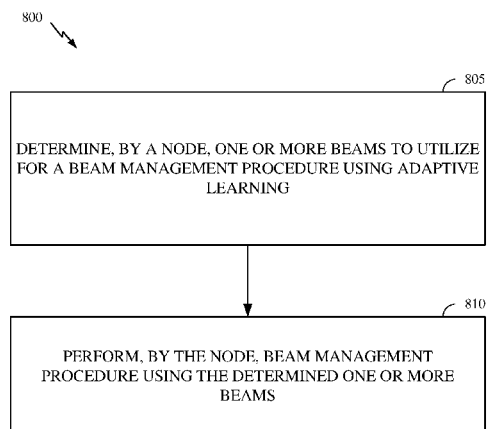 800
805
DETERMINE, BY A NODE, ONE OR MORE BEAMS TO UTILIZE
FOR A BEAM MANAGEMENT PROCEDURE USING ADAPTIVE
LEARNING
810
PERFORM, BY THE NODE, BEAM MANAGEMENT
PROCEDURE USING THE DETERMINED ONE OR MORE
BEAMS